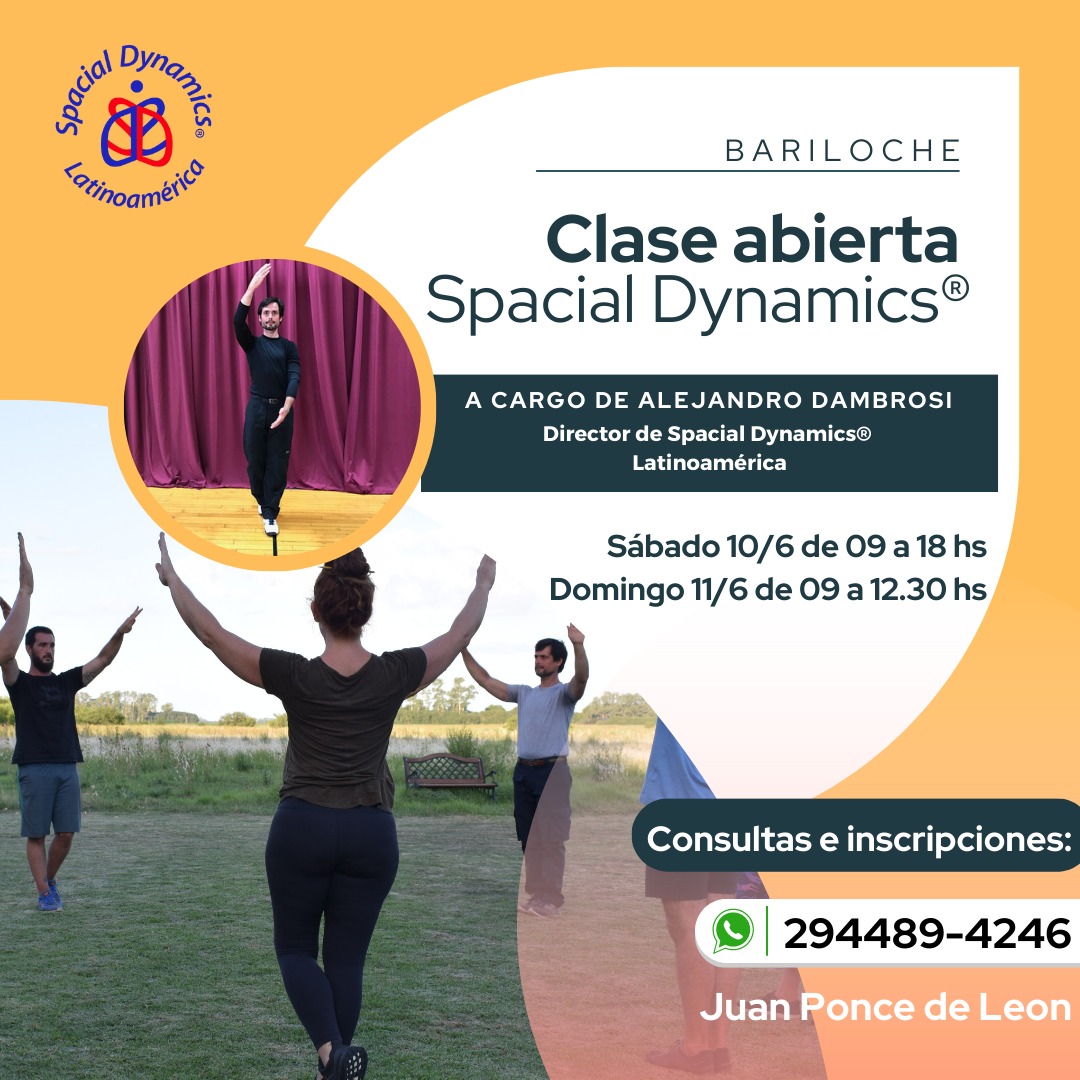 Spacial Dynamics®
Latinoamérica
BARILOCHE
Clase abierta
Spacial Dynamics®
A CARGO DE ALEJANDRO DAMBROSI
Director de Spacial Dynamics®
Latinoamérica
Sábado 10/6 de 09 a 18 hs
Domingo 11/6 de 09 a 12.30 hs
Consultas e inscripciones:
294489-4246
Juan Ponce de Leon